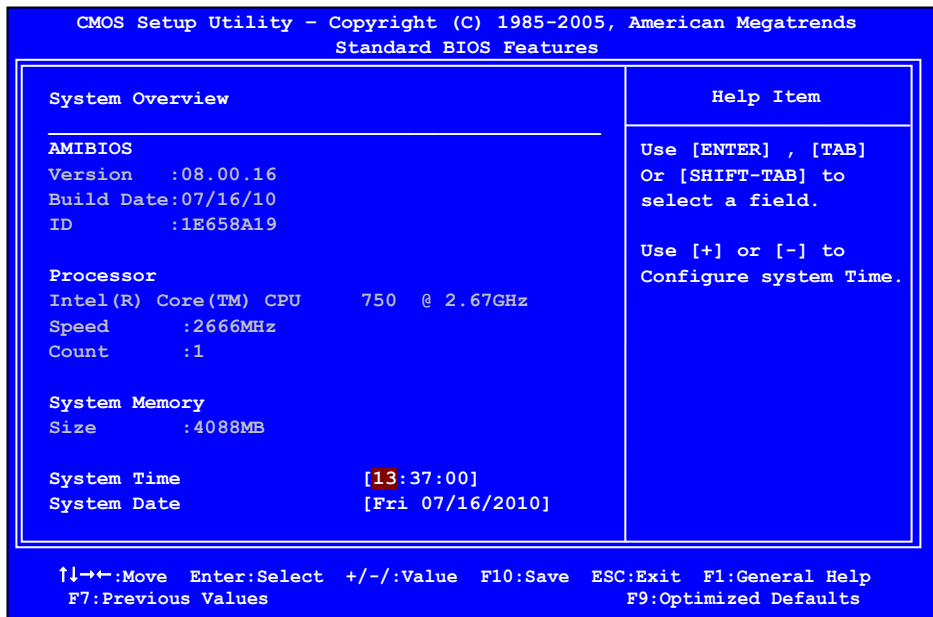 CMOS Setup Utility – Copyright (C) 1985-2005, American Megatrends
Standard BIOS Features
System Overview
AMIBIOS
Version :08.00.16
Build Date:07/16/10
ID :1E658A19
Processor
Intel(R) Core(TM) CPU 750 @ 2.67GHz
Speed :2666MHz
Count :1
System Memory
Size :4088MB
System Time [13:37:00]
System Date [Fri 07/16/2010]
Help Item
Use [ENTER] , [TAB]
Or [SHIFT-TAB] to
select a field.
Use [+] or [-] to
Configure system Time.
↑↓→←:Move Enter:Select +/-/:Value F10:Save ESC:Exit F1:General Help
F7:Previous Values F9:Optimized Defaults